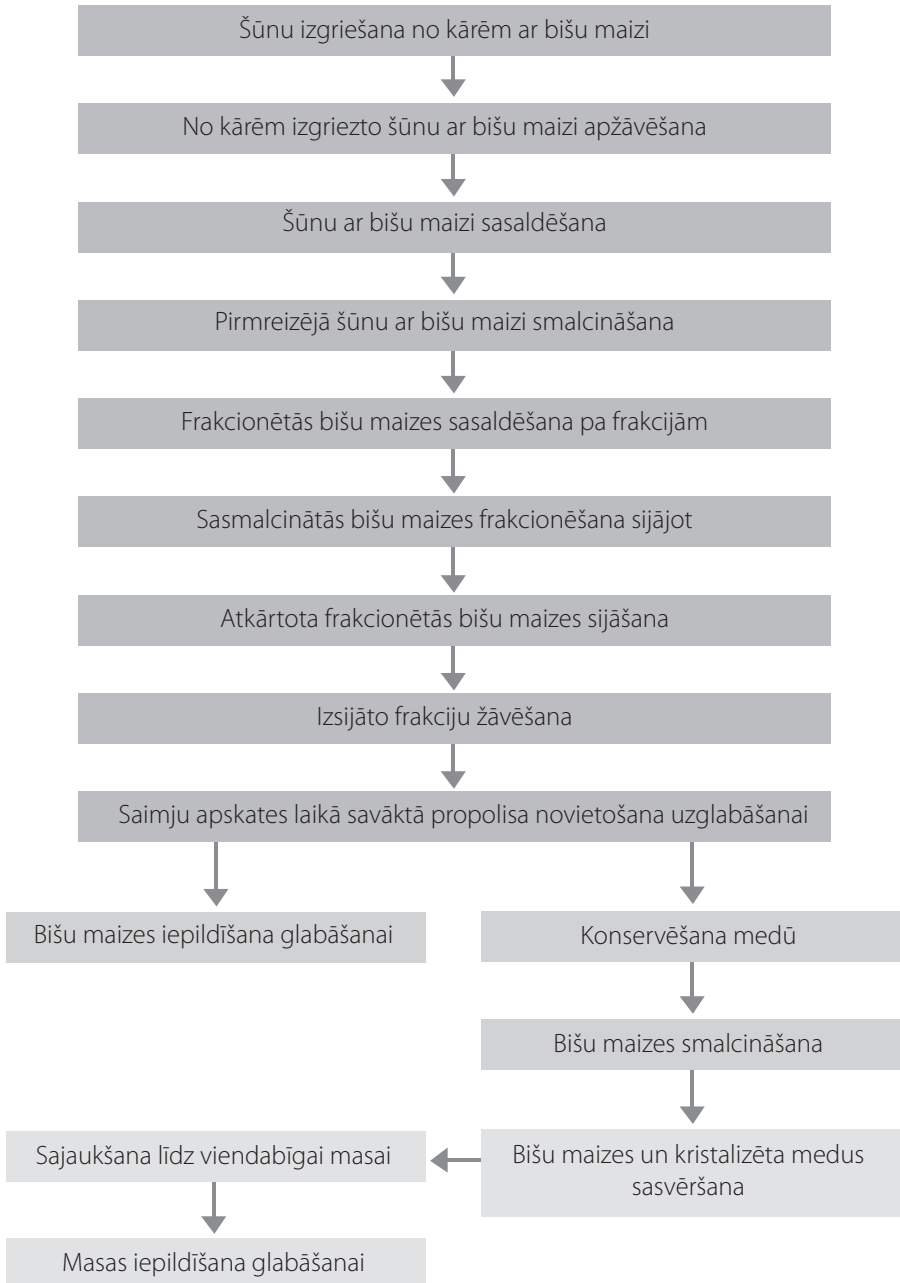 Šūnu izgriešana no kārēm ar bišu maizi
No kārēm izgriezto šūnu ar bišu maizi apžāvēšana
Šūnu ar bišu maizi sasaldēšana
Pirmreizējā šūnu ar bišu maizi smalcināšana
Frakcionētās bišu maizes sasaldēšana pa frakcijām
Sasmalcinātās bišu maizes frakcionēšana sijājot
Atkārtota frakcionētās bišu maizes sijāšana
Izsijāto frakciju žāvēšana
Saimju apskates laikā savāktā propolisa novietošana uzglabāšanai
Bišu maizes iepildīšana glabāšanai
Konservēšana medū
Bišu maizes smalcināšana
Bišu maizes un kristalizēta medus
sasvēršana
Sajaukšana līdz viendabīgai masai
Masas iepildīšana glabāšanai